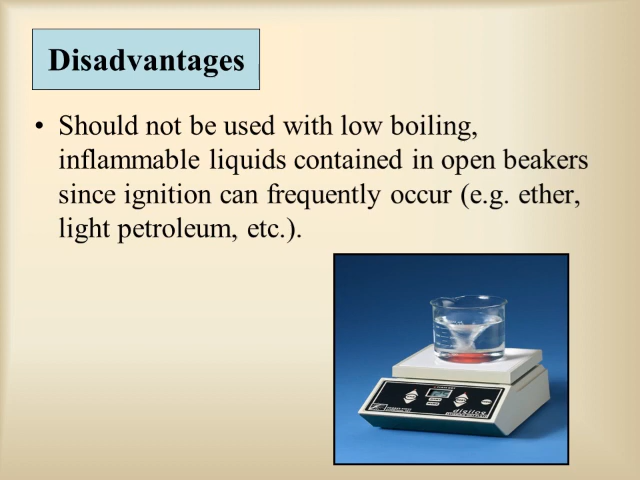 Disadvantages
• Should not be used with low boiling,
inflammable liquids contained in open beakers
since ignition can frequently occur (e.g. ether,
light petroleum, etc.).